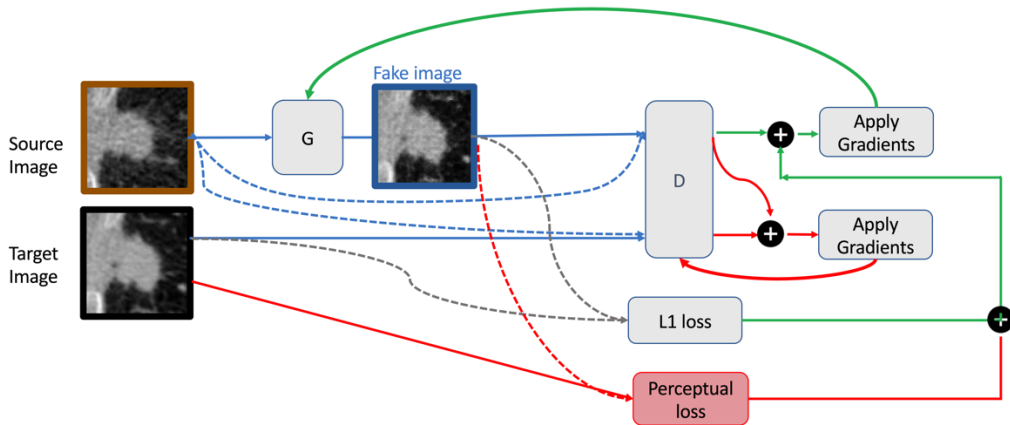 Fake image
Source
Image
G
Apply
Gradients
D
Target
Image
Apply
Gradients
L1 loss
Perceptual
loss